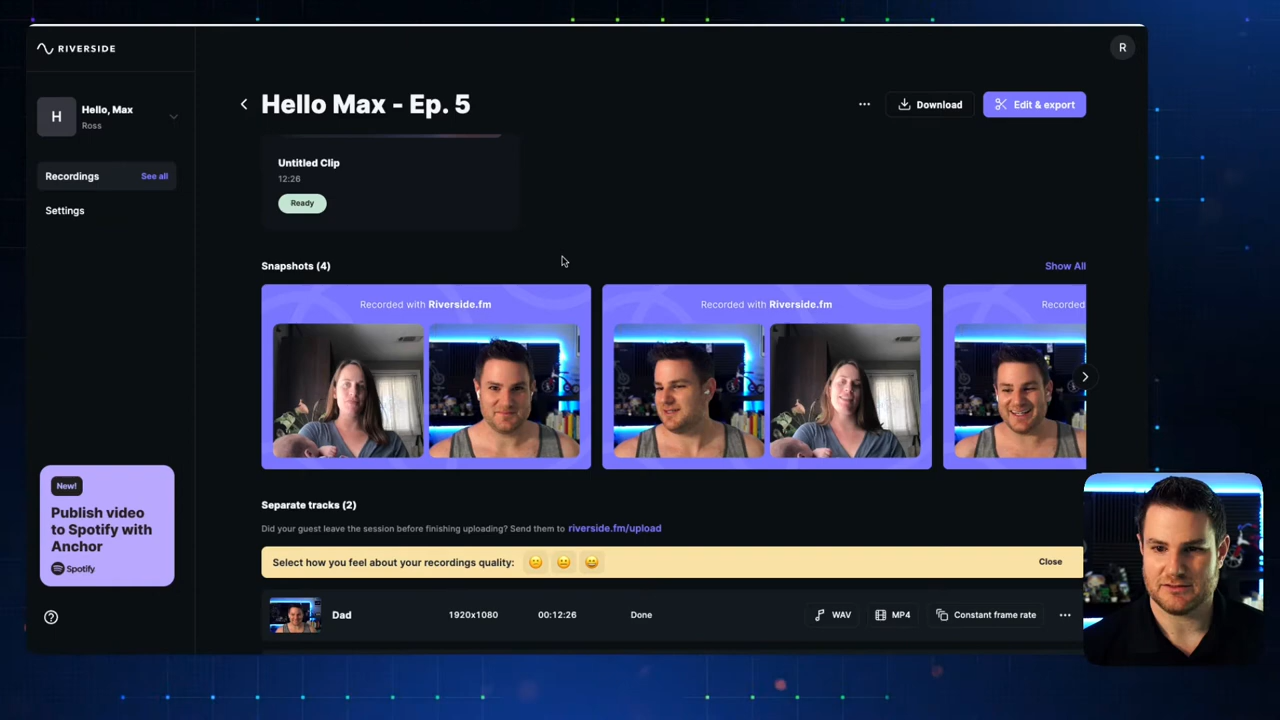 RIVERSIDE
R
H
Hello, Max
Ross
Hello Max - Ep. 5
Download
Edit & export
Recordings
See all
Settings
Untitled Clip
12:26
Ready
Snapshots (4)
Show All
Recorded with Riverside.fm
Recorded with Riverside.fm
Recorded
New!
Publish video
to Spotify with
Anchor
Spotify
Separate tracks (2)
Did your guest leave the session before finishing uploading? Send them to riverside.fm/upload
Select how you feel about your recordings quality:
Close
Dad
1920x1080
00:12:26
Done
WAV
MP4
Constant frame rate